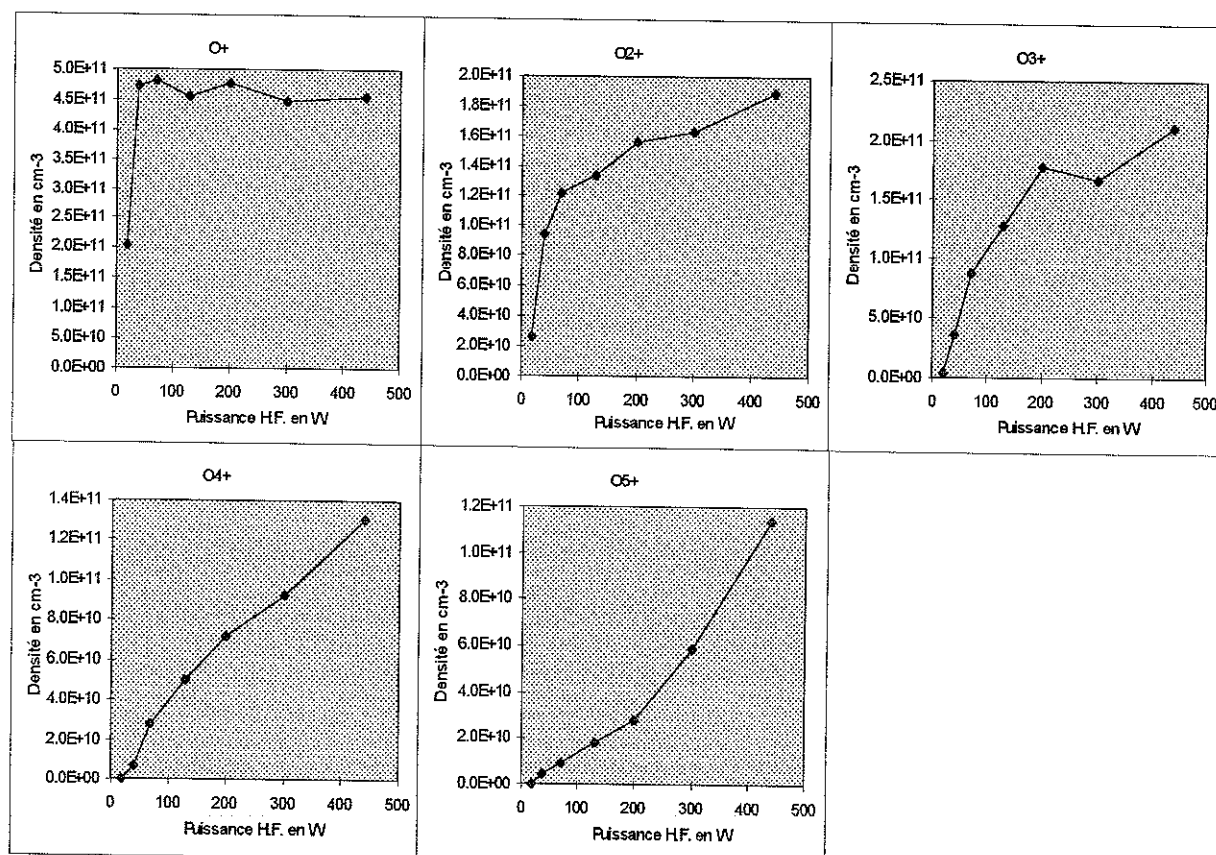 O+
Densité en cm-3
5.0E+11
4.5E+11
4.0E+11
3.5E+11
3.0E+11
2.5E+11
2.0E+11
1.5E+11
1.0E+11
5.0E+10
0.0E+00
0 100 200 300 400 500
Puissance H.F. en W
O2+
Densité en cm-3
2.0E+11
1.8E+11
1.6E+11
1.4E+11
1.2E+11
1.0E+11
8.0E+10
6.0E+10
4.0E+10
2.0E+10
0.0E+00
0 100 200 300 400 500
Puissance H.F. en W
O3+
Densité en cm-3
2.5E+11
2.0E+11
1.5E+11
1.0E+11
5.0E+10
0.0E+00
0 100 200 300 400 500
Puissance H.F. en W
O4+
Densité en cm-3
1.4E+11
1.2E+11
1.0E+11
8.0E+10
6.0E+10
4.0E+10
2.0E+10
0.0E+00
0 100 200 300 400 500
Puissance H.F. en W
O5+
Densité en cm-3
1.2E+11
1.0E+11
8.0E+10
6.0E+10
4.0E+10
2.0E+10
0.0E+00
0 100 200 300 400 500
Puissance H.F. en W